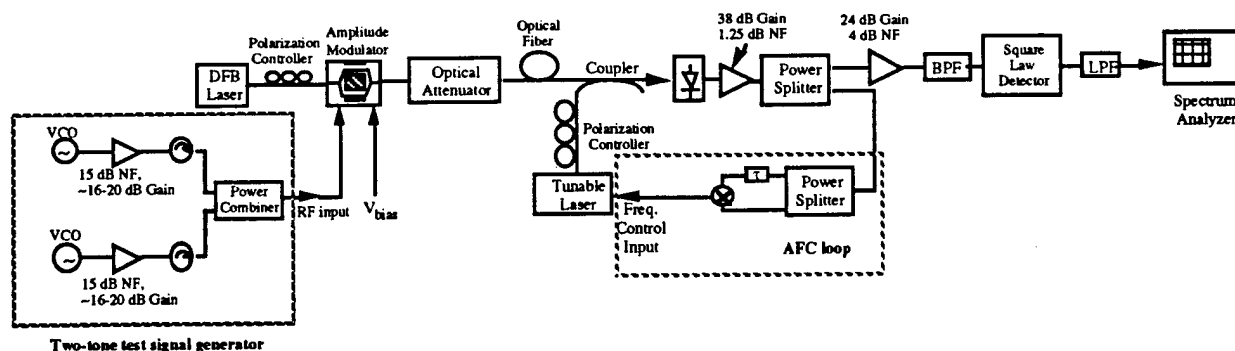 38 dB Gain
1.25 dB NF
24 dB Gain
4 dB NF
Optical
Fiber
Amplitude
Modulator
Polarization
Controller
DFB
Laser
Optical
Attenuator
Coupler
Power
Splitter
BPF
Square
Law
Detector
LPF
Spectrum
Analyzer
Polarization
Controller
Tunable
Laser
Freq.
Control
Input
τ
Power
Splitter
AFC loop
VCO
~
15 dB NF,
~16-20 dB Gain
Power
Combiner
RF input
V bias
VCO
~
15 dB NF,
~16-20 dB Gain
Two-tone test signal generator